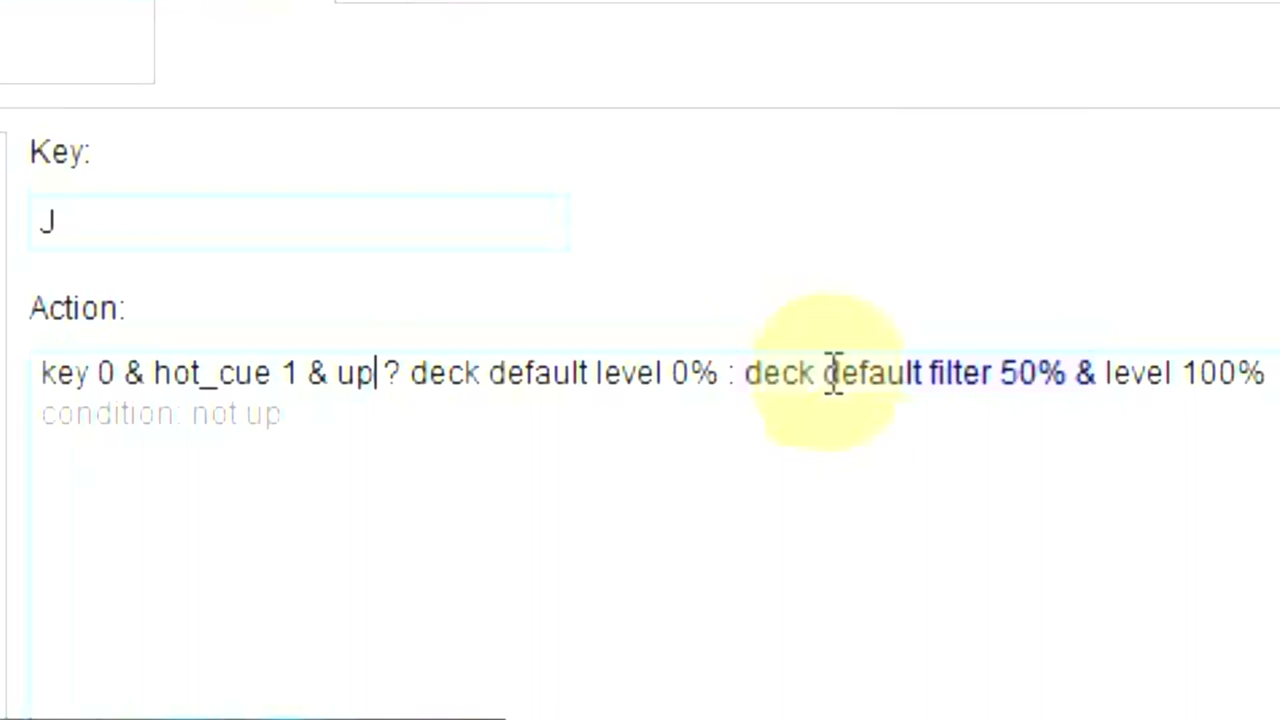 Key:
J
Action:
key 0 & hot_cue 1 & up ? deck default level 0% : deck default filter 50% & level 100%
condition: not up